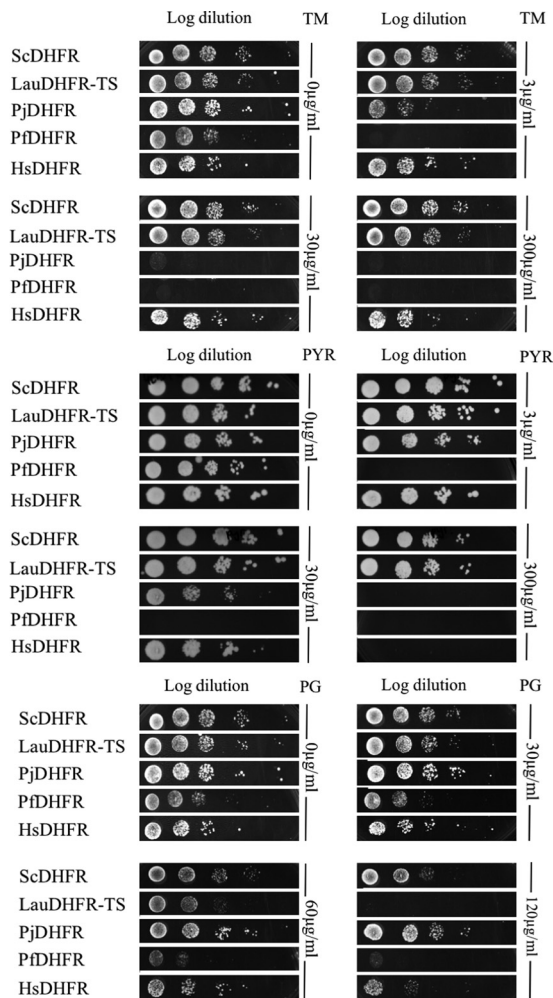 Log dilution TM Log dilution TM
ScDHFR
LauDHFR-TS
PjDHFR
PfDHFR
HsDHFR
0µg/ml 3µg/ml
ScDHFR
LauDHFR-TS
PjDHFR
PfDHFR
HsDHFR
30µg/ml 300µg/ml
Log dilution PYR Log dilution PYR
ScDHFR
LauDHFR-TS
PjDHFR
PfDHFR
HsDHFR
0µg/ml 3µg/ml
ScDHFR
LauDHFR-TS
PjDHFR
PfDHFR
HsDHFR
30µg/ml 300µg/ml
Log dilution PG Log dilution PG
ScDHFR
LauDHFR-TS
PjDHFR
PfDHFR
HsDHFR
0µg/ml 30µg/ml
ScDHFR
LauDHFR-TS
PjDHFR
PfDHFR
HsDHFR
60µg/ml 120µg/ml